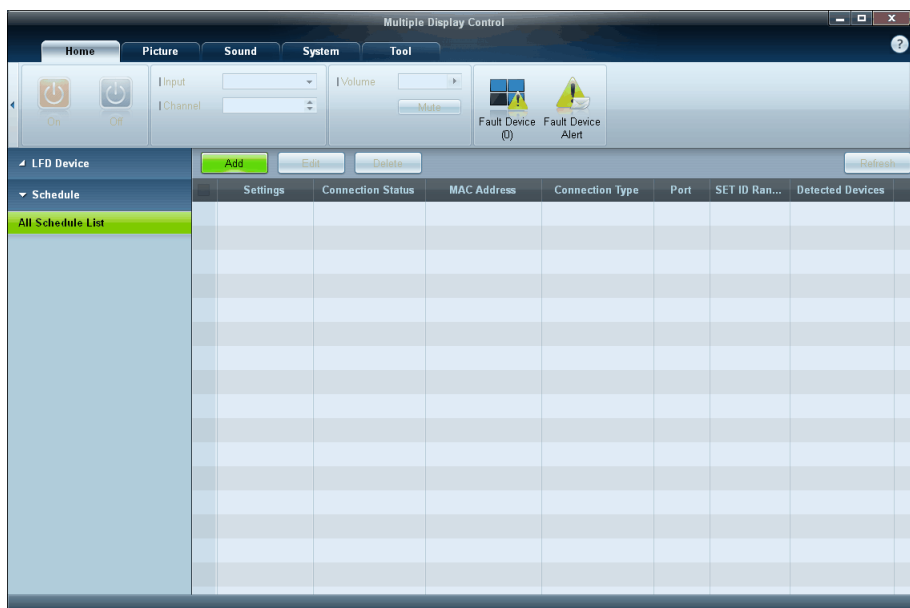 Multiple Display Control
Home Picture Sound System Tool
Input
Volume
On Off
Channel
Mute
Fault Device (0)
Fault Device Alert
LFD Device
Add Edit Delete Refresh
Schedule
Settings Connection Status MAC Address Connection Type Port SET ID Ran... Detected Devices
All Schedule List